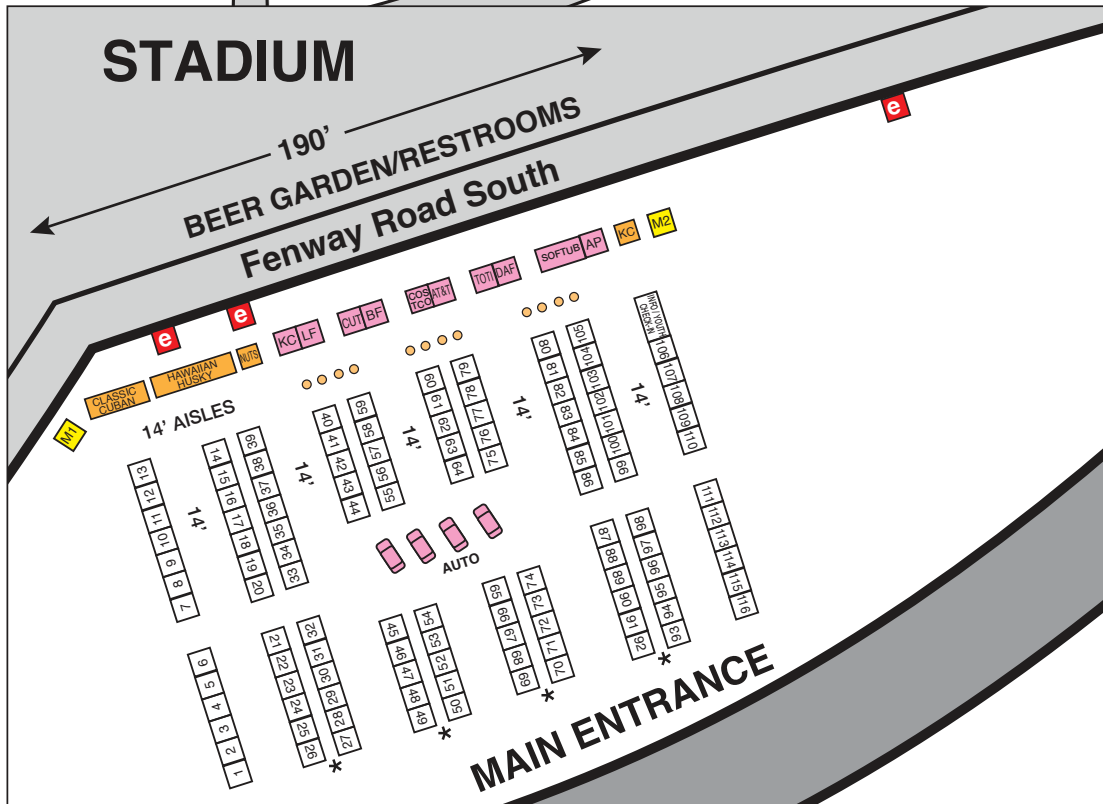 STADIUM
190’
BEER GARDEN/RESTROOMS
Fenway Road South
e
e
e
M1
CLASSIC
CUBAN
HAWAIIAN
HUSKY
NUTS
KC LF
CUT BF
COS
TCO
AT&T
TOTI DAF
SOFTUB AP
KC
M2
14’ AISLES
14’
14’
14’
14’
14’
13 12 11 10 9 8 7
14 15 16 17 18 19 20
39 38 37 36 35 34 33
40 41 42 43 44
59 58 57 56 55
60 61 62 63 64
79 78 77 76 75
80 81 82 83 84 85 86
105 104 103 102 101 100 99
INFO / YOUTH
CHECK-IN
106 107 108 109 110
AUTO
6 5 4 3 2 1
21 22 23 24 25 26
32 31 30 29 28 27
*
45 46 47 48 49
54 53 52 51 50
*
65 66 67 68 69
74 73 72 71 70
*
87 88 89 90 91 92
98 97 96 95 94 93
*
111 112 113 114 115 116
MAIN ENTRANCE